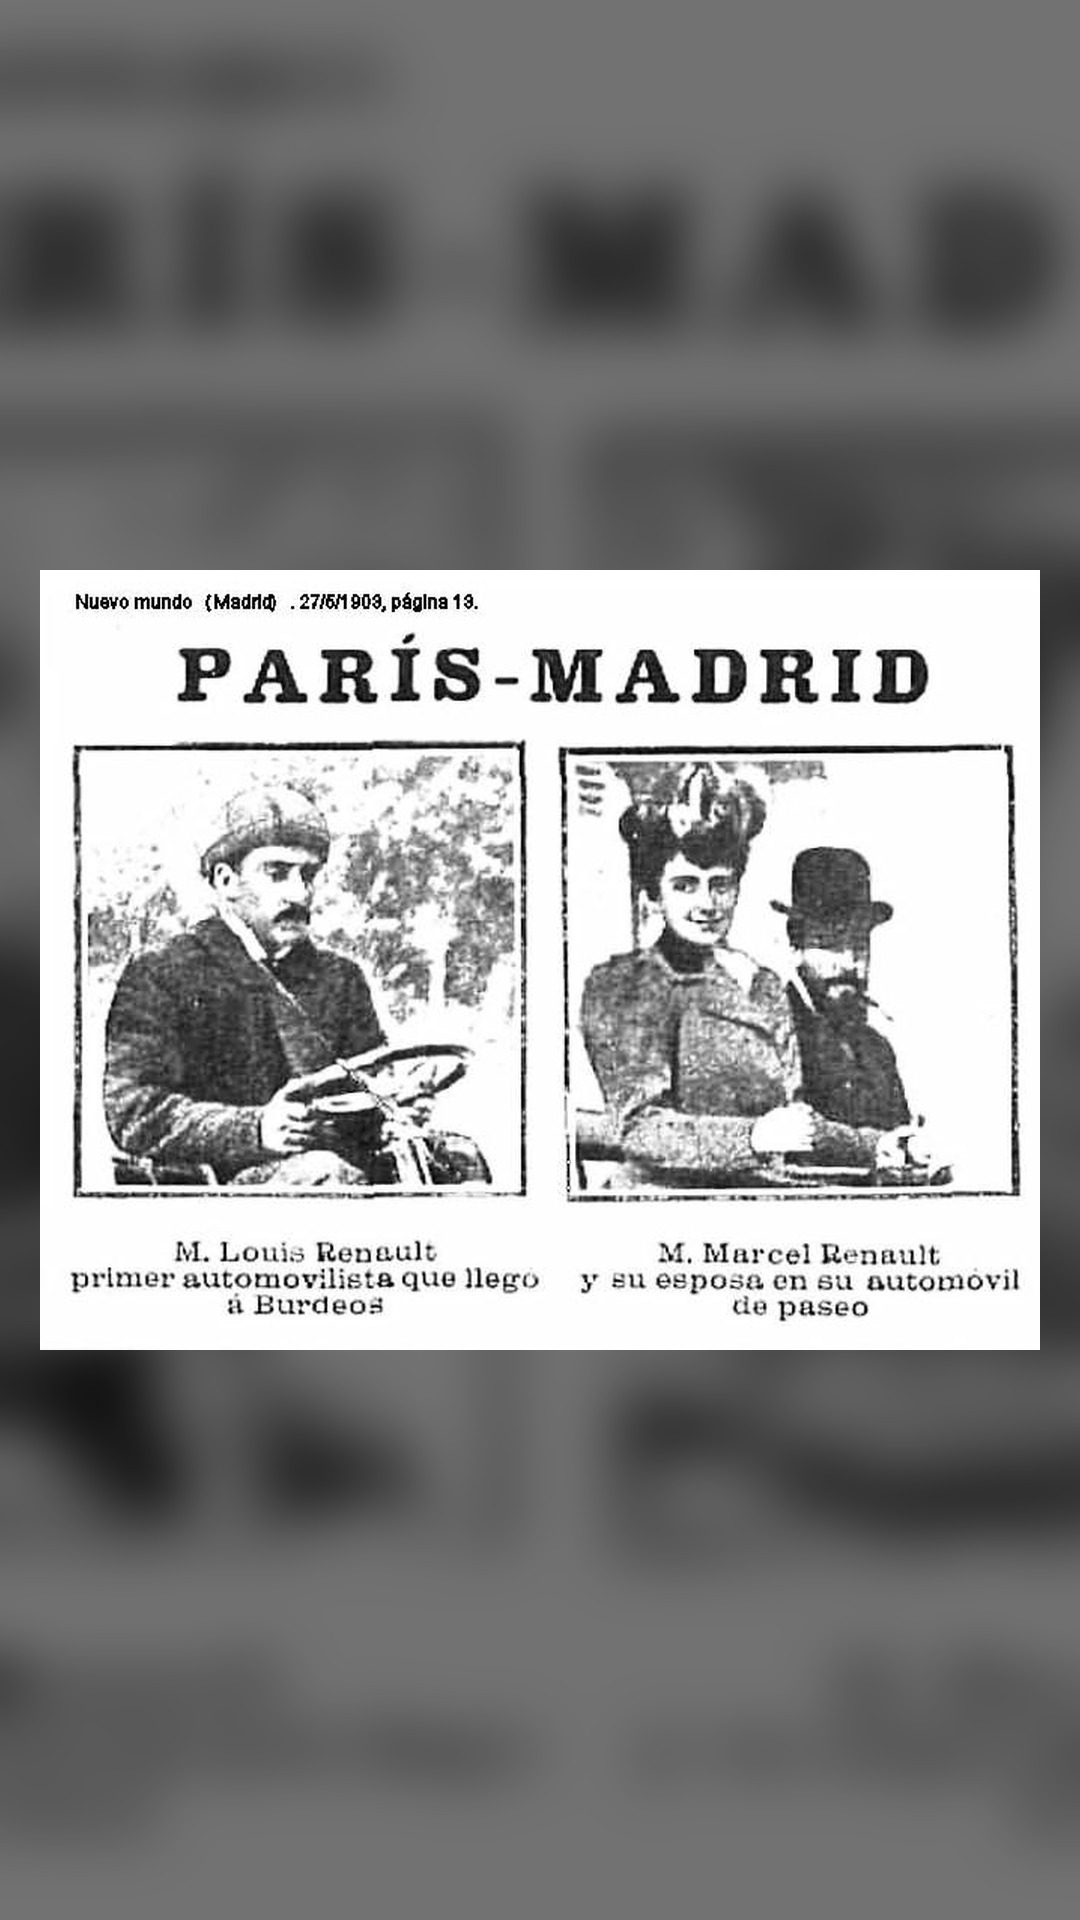 Nuevo mundo (Madrid) . 27/5/1903, página 13.
PARÍS-MADRID
M. Louis Renault
primer automovilista que llegó
á Burdeos
M. Marcel Renault
y su esposa en su automóvil
de paseo